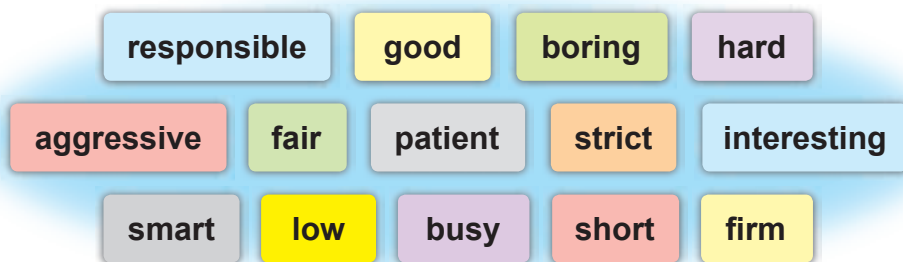 responsible good boring hard
aggressive fair patient strict interesting
smart low busy short firm